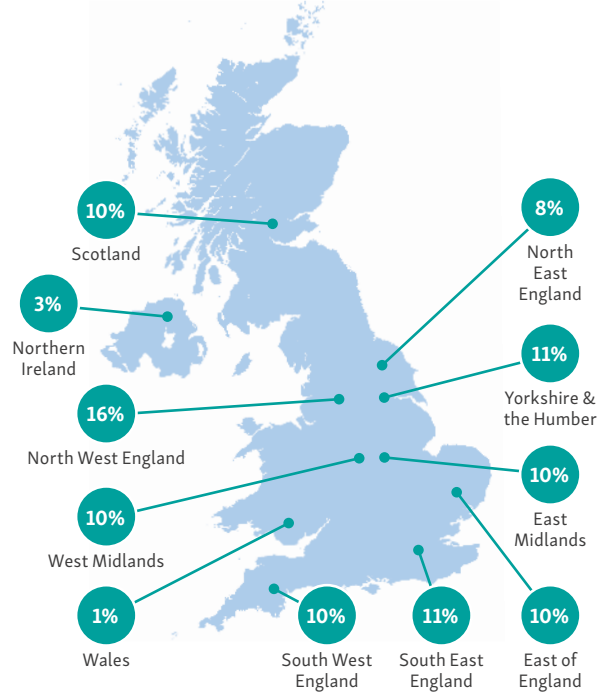 10%
Scotland
8%
North
East
England
3%
Northern
Ireland
11%
Yorkshire &
the Humber
16%
North West England
10%
East
Midlands
10%
West Midlands
1%
Wales
10%
South West
England
11%
South East
England
10%
East of
England